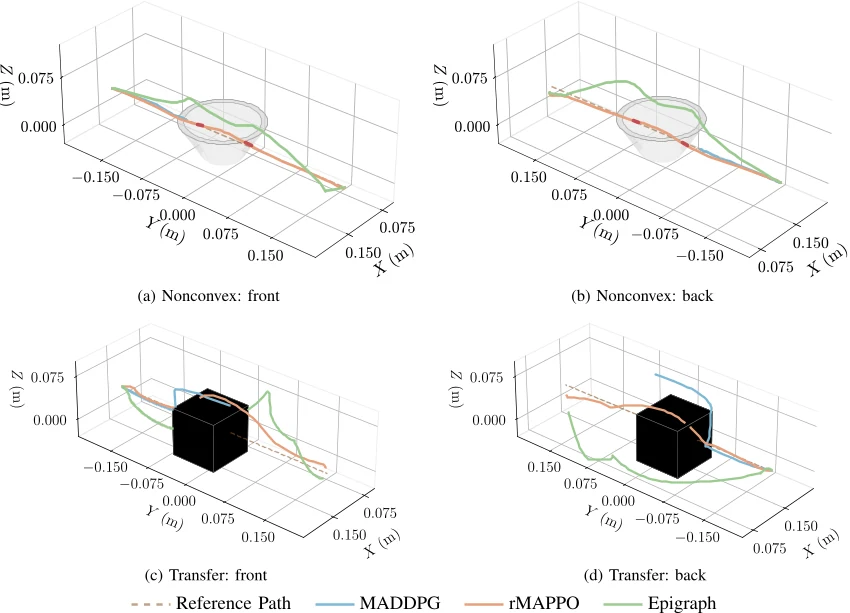 Z (m)
0.075
0.000
−0.150
−0.075
0.000
0.075
0.150
Y (m)
0.075
0.150
X (m)
(a) Nonconvex: front
Z (m)
0.075
0.000
0.150
0.075
0.000
−0.075
−0.150
Y (m)
0.150
0.075
X (m)
(b) Nonconvex: back
Z (m)
0.075
0.000
−0.150
−0.075
0.000
0.075
0.150
Y (m)
0.075
0.150
X (m)
(c) Transfer: front
Z (m)
0.075
0.000
0.150
0.075
0.000
−0.075
−0.150
Y (m)
0.150
0.075
X (m)
(d) Transfer: back
Reference Path MADDPG rMAPPO Epigraph